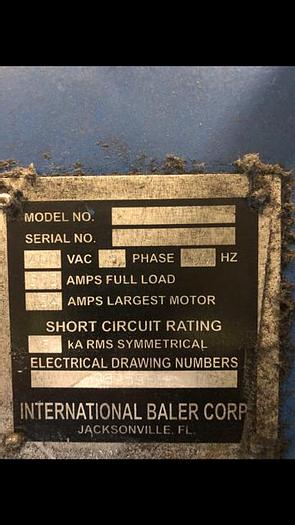 MODEL NO.
SERIAL NO.
VAC PHASE HZ
AMPS FULL LOAD
AMPS LARGEST MOTOR
SHORT CIRCUIT RATING
kA RMS SYMMETRICAL
ELECTRICAL DRAWING NUMBERS
INTERNATIONAL BALER CORP
JACKSONVILLE, FL.